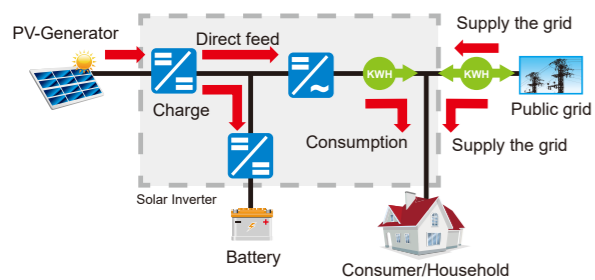 Supply the grid
PV-Generator
Direct feed
KWH
KWH
Public grid
Charge
Consumption
Supply the grid
Solar Inverter
Battery
Consumer/Household